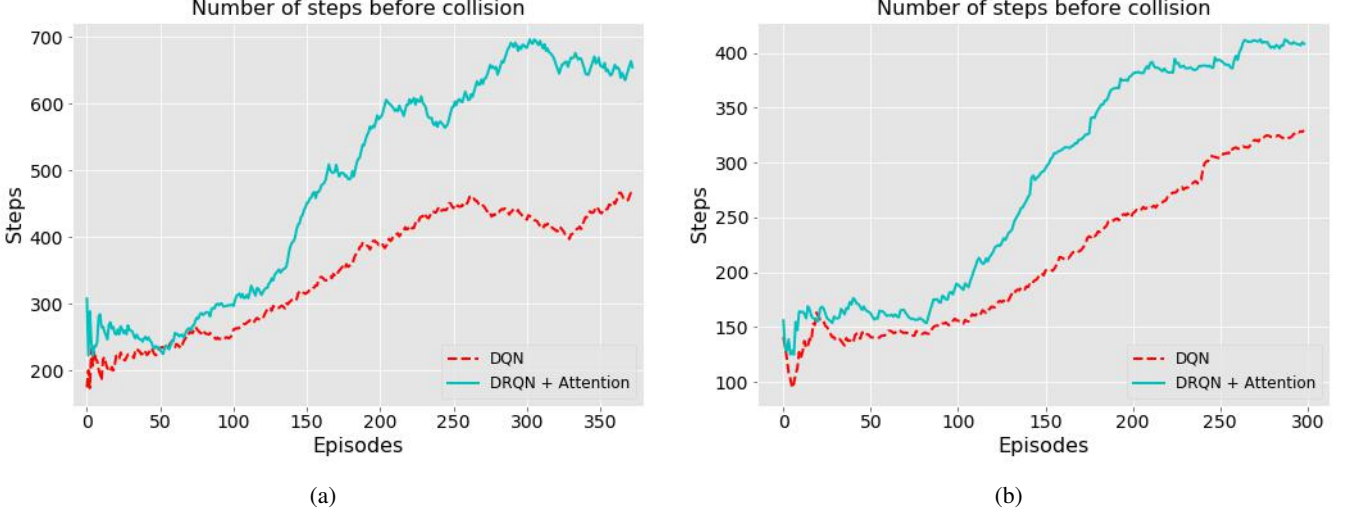 Number of steps before collision
700
600
500
400
300
200
Steps
0 50 100 150 200 250 300 350
Episodes
DQN
DRQN + Attention
(a)
Number of steps before collision
400
350
300
250
200
150
100
Steps
0 50 100 150 200 250 300
Episodes
DQN
DRQN + Attention
(b)